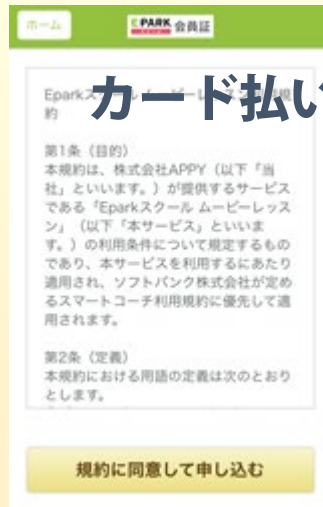 ホーム
EPARK 会員証
カード払い
Eparkスクール ムービーレッスン
約
第1条（目的）
本規約は、株式会社APPY（以下「当
社」といいます。）が提供するサービス
である「Eparkスクール ムービーレッス
ン」（以下「本サービス」といいま
す。）の利用条件について規定するもの
であり、本サービスを利用するにあたり
適用され、ソフトバンク株式会社が定め
るスマートコーチ利用規約に優先して適
用されます。
第2条（定義）
本規約における用語の定義は次のとおり
とします。
規約に同意して申し込む